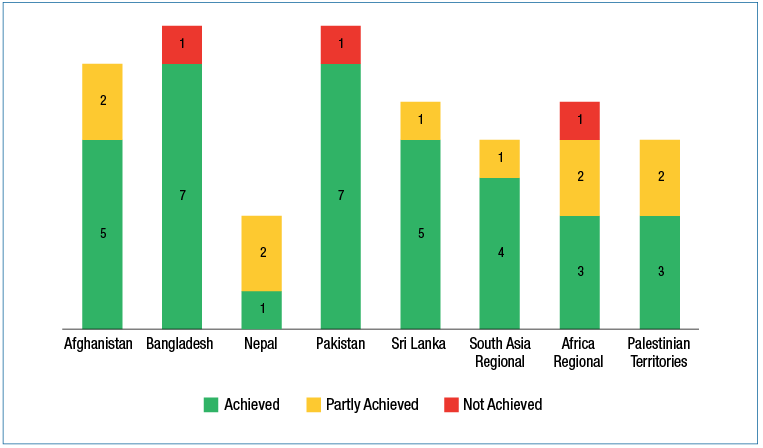 1
1
2
1
1
1
2
2
2
7
7
5
5
4
2
3
3
1
Afghanistan
Bangladesh
Nepal
Pakistan
Sri Lanka
South Asia
Regional
Africa
Regional
Palestinian
Territories
Achieved
Partly Achieved
Not Achieved